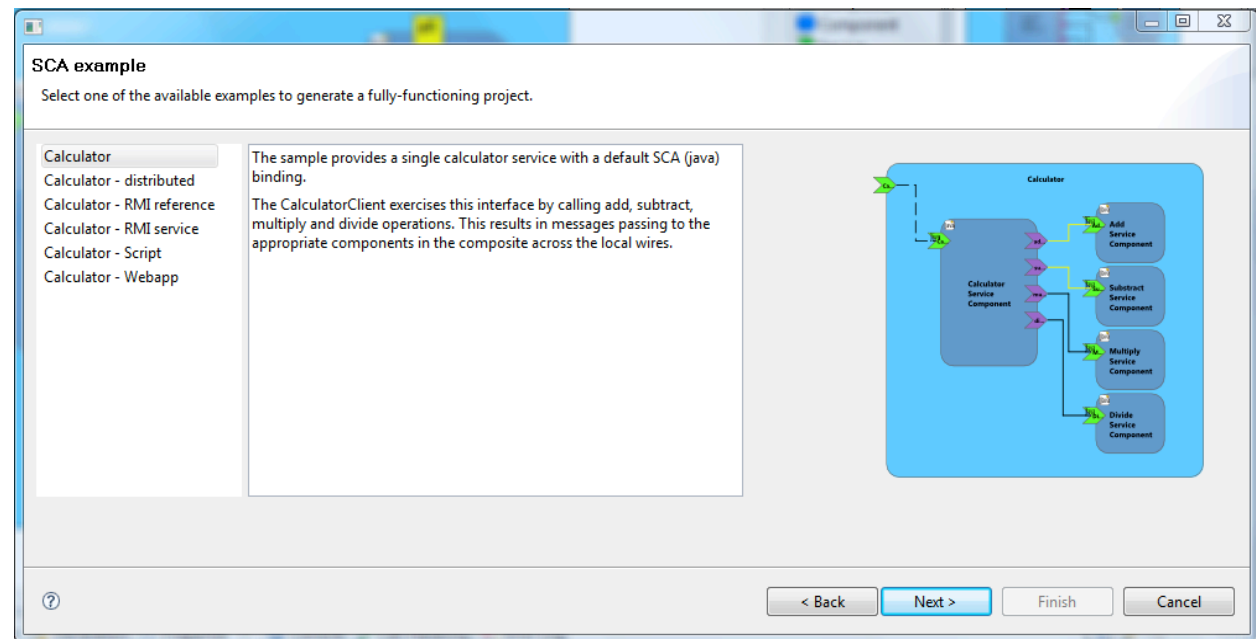 Component
SCA example
Select one of the available examples to generate a fully-functioning project.
Calculator
Calculator - distributed
Calculator - RMI reference
Calculator - RMI service
Calculator - Script
Calculator - Webapp
The sample provides a single calculator service with a default SCA (java)
binding.
The CalculatorClient exercises this interface by calling add, subtract,
multiply and divide operations. This results in messages passing to the
appropriate components in the composite across the local wires.
Calculator
Ca...
Ca...
Calculator
Service
Component
Add
Service
Component
Substract
Service
Component
Multiply
Service
Component
Divide
Service
Component
< Back
Next >
Finish
Cancel